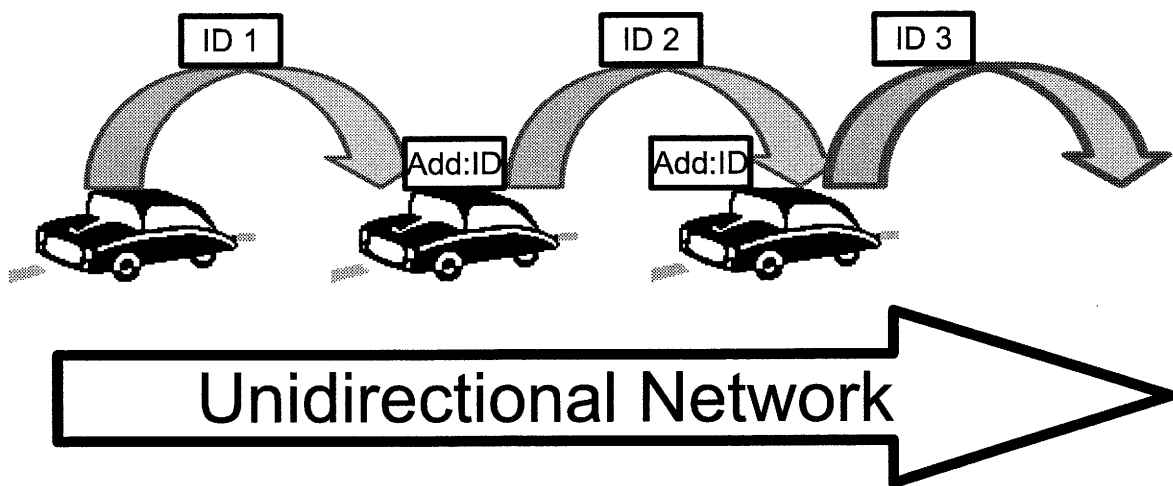 ID 1
ID 2
ID 3
Add:ID
Add:ID
Unidirectional Network